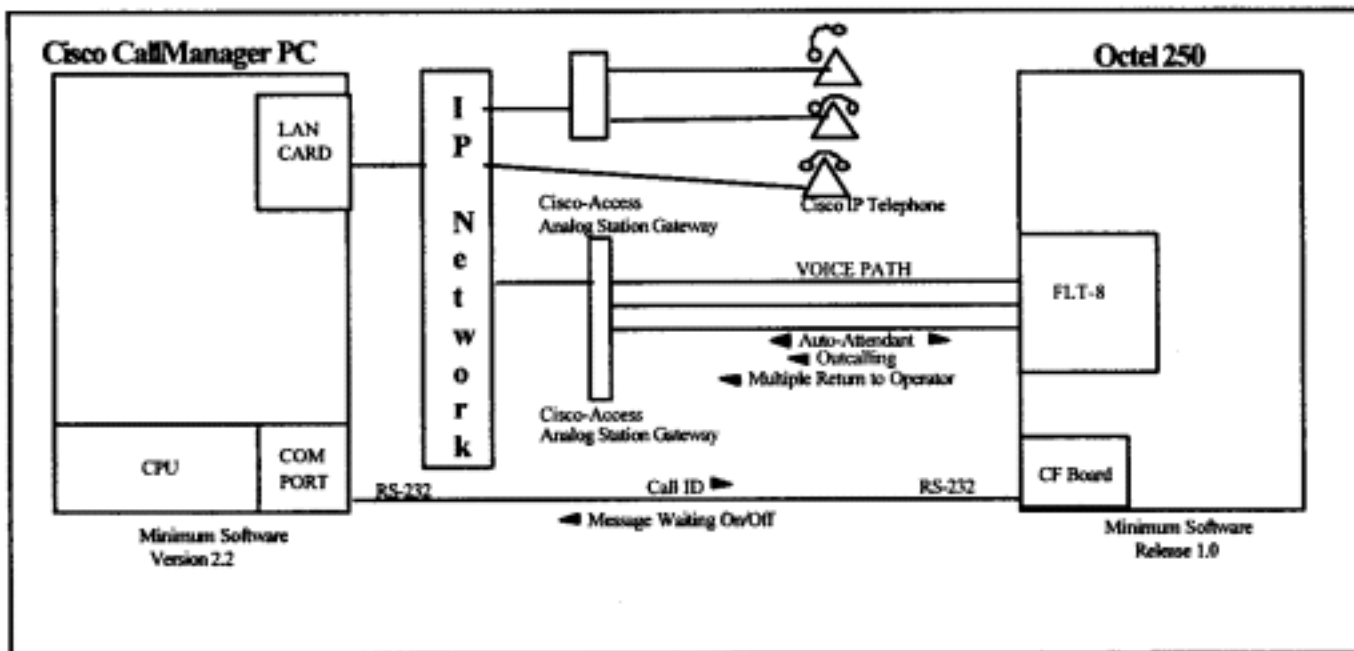 Cisco CallManager PC
Octel 250
LAN
CARD
IP Network
Cisco IP Telephone
Cisco-Access
Analog Station Gateway
VOICE PATH
FLT-8
Auto-Attendant
Outcalling
Multiple Return to Operator
Cisco-Access
Analog Station Gateway
CPU
COM
PORT
RS-232
Call ID
RS-232
CF Board
Message Waiting On/Off
Minimum Software
Version 2.2
Minimum Software
Release 1.0